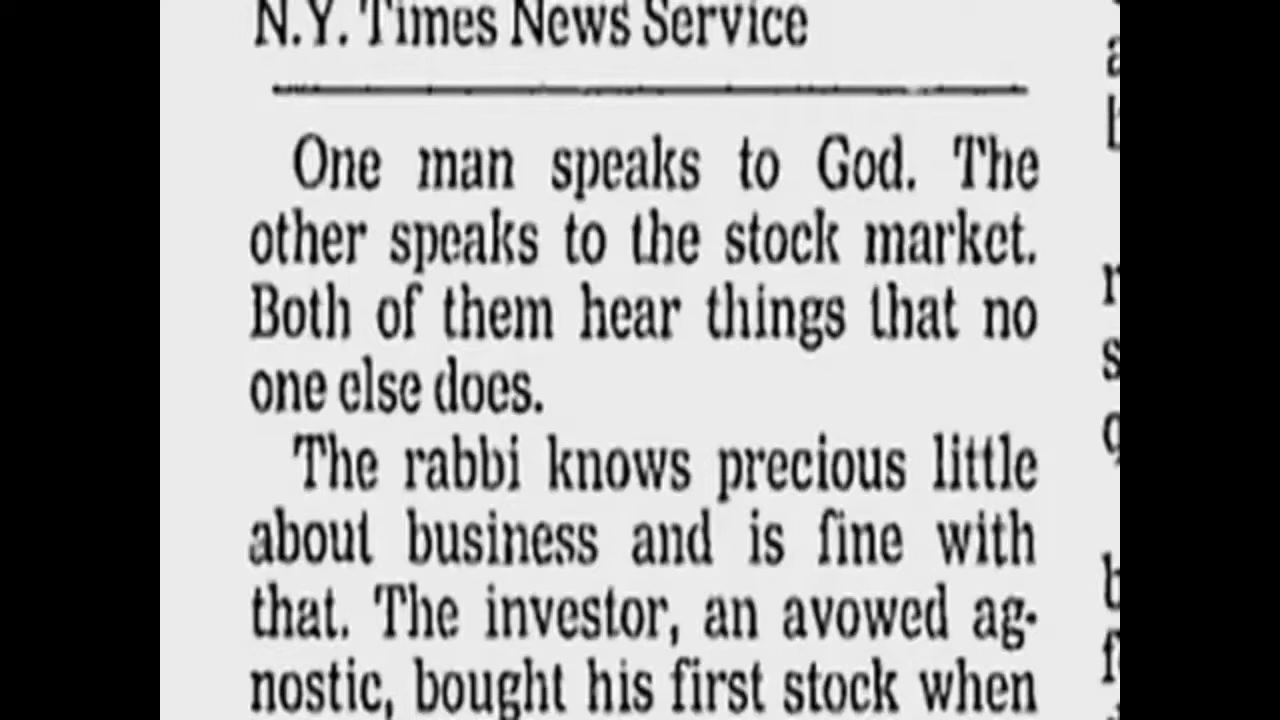 N.Y. Times News Service
One man speaks to God. The
other speaks to the stock market.
Both of them hear things that no
one else does.
The rabbi knows precious little
about business and is fine with
that. The investor, an avowed ag-
nostic, bought his first stock when